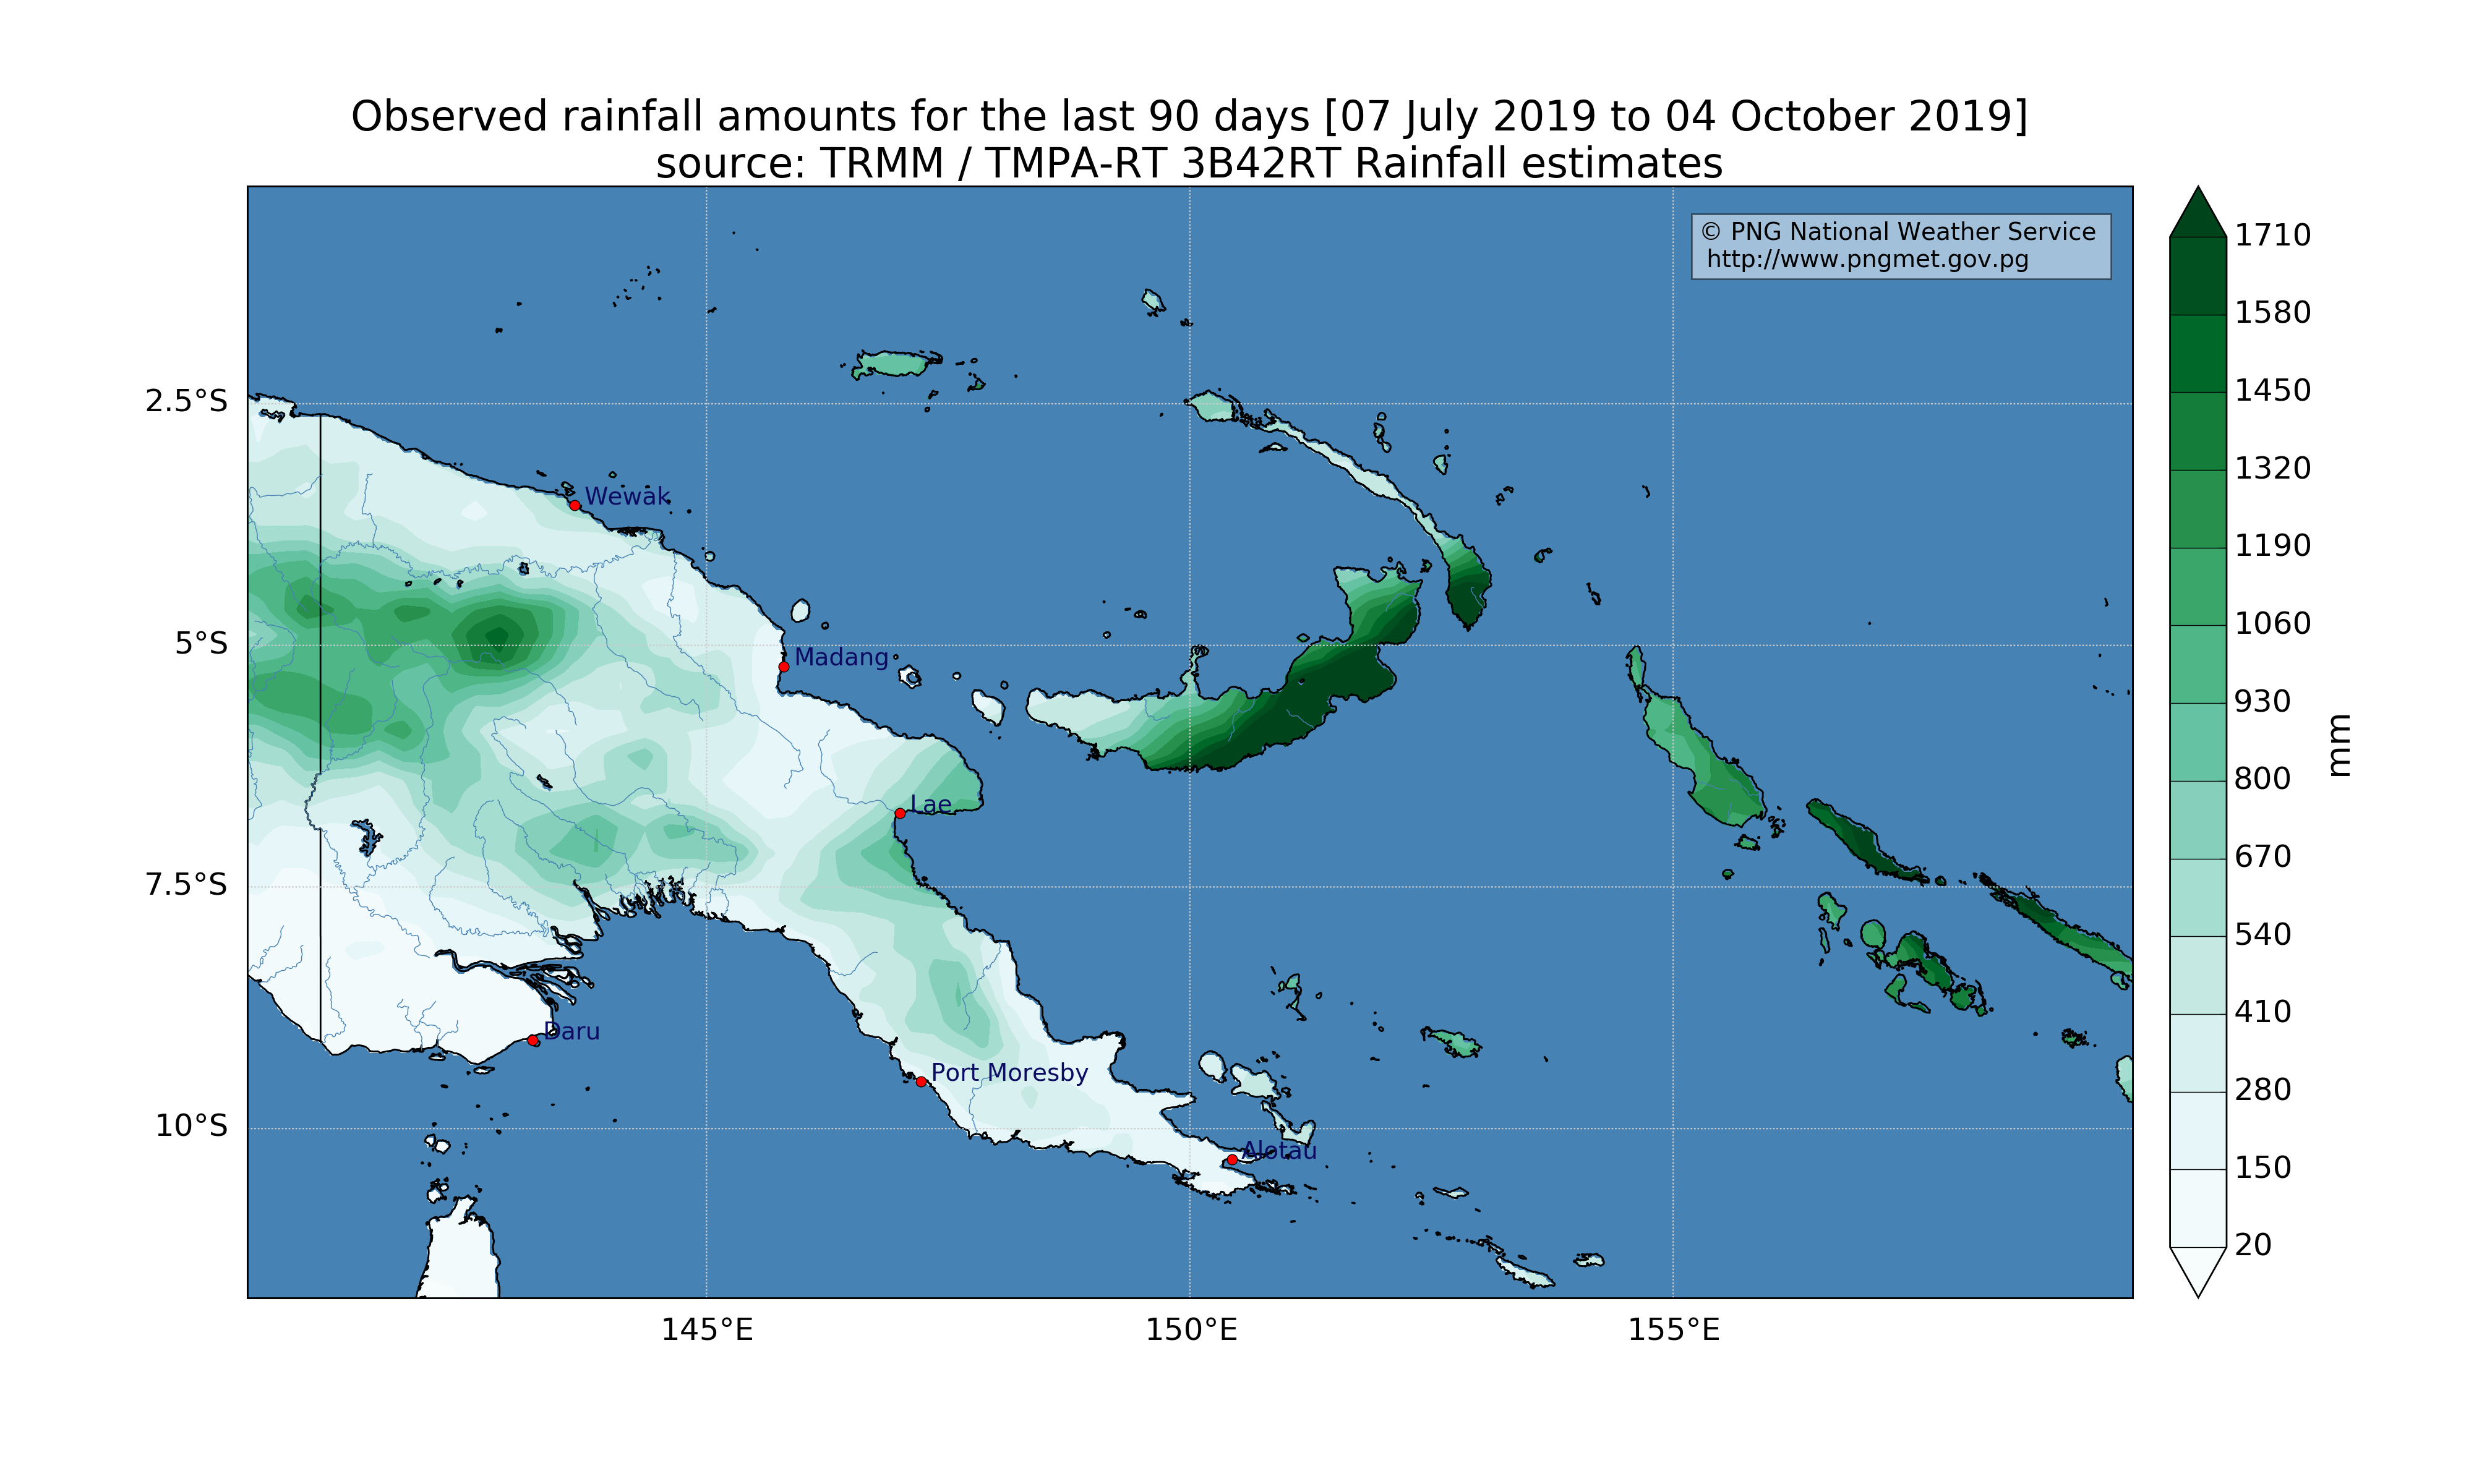 Observed rainfall amounts for the last 90 days [07 July 2019 to 04 October 2019]
source: TRMM / TMPA-RT 3B42RT Rainfall estimates
© PNG National Weather Service
http://www.pngmet.gov.pg
2.5°S
5°S
7.5°S
10°S
145°E
150°E
155°E
Wewak
Madang
Lae
Daru
Port Moresby
Alotau
1710
1580
1450
1320
1190
1060
930
800
670
540
410
280
150
20
mm